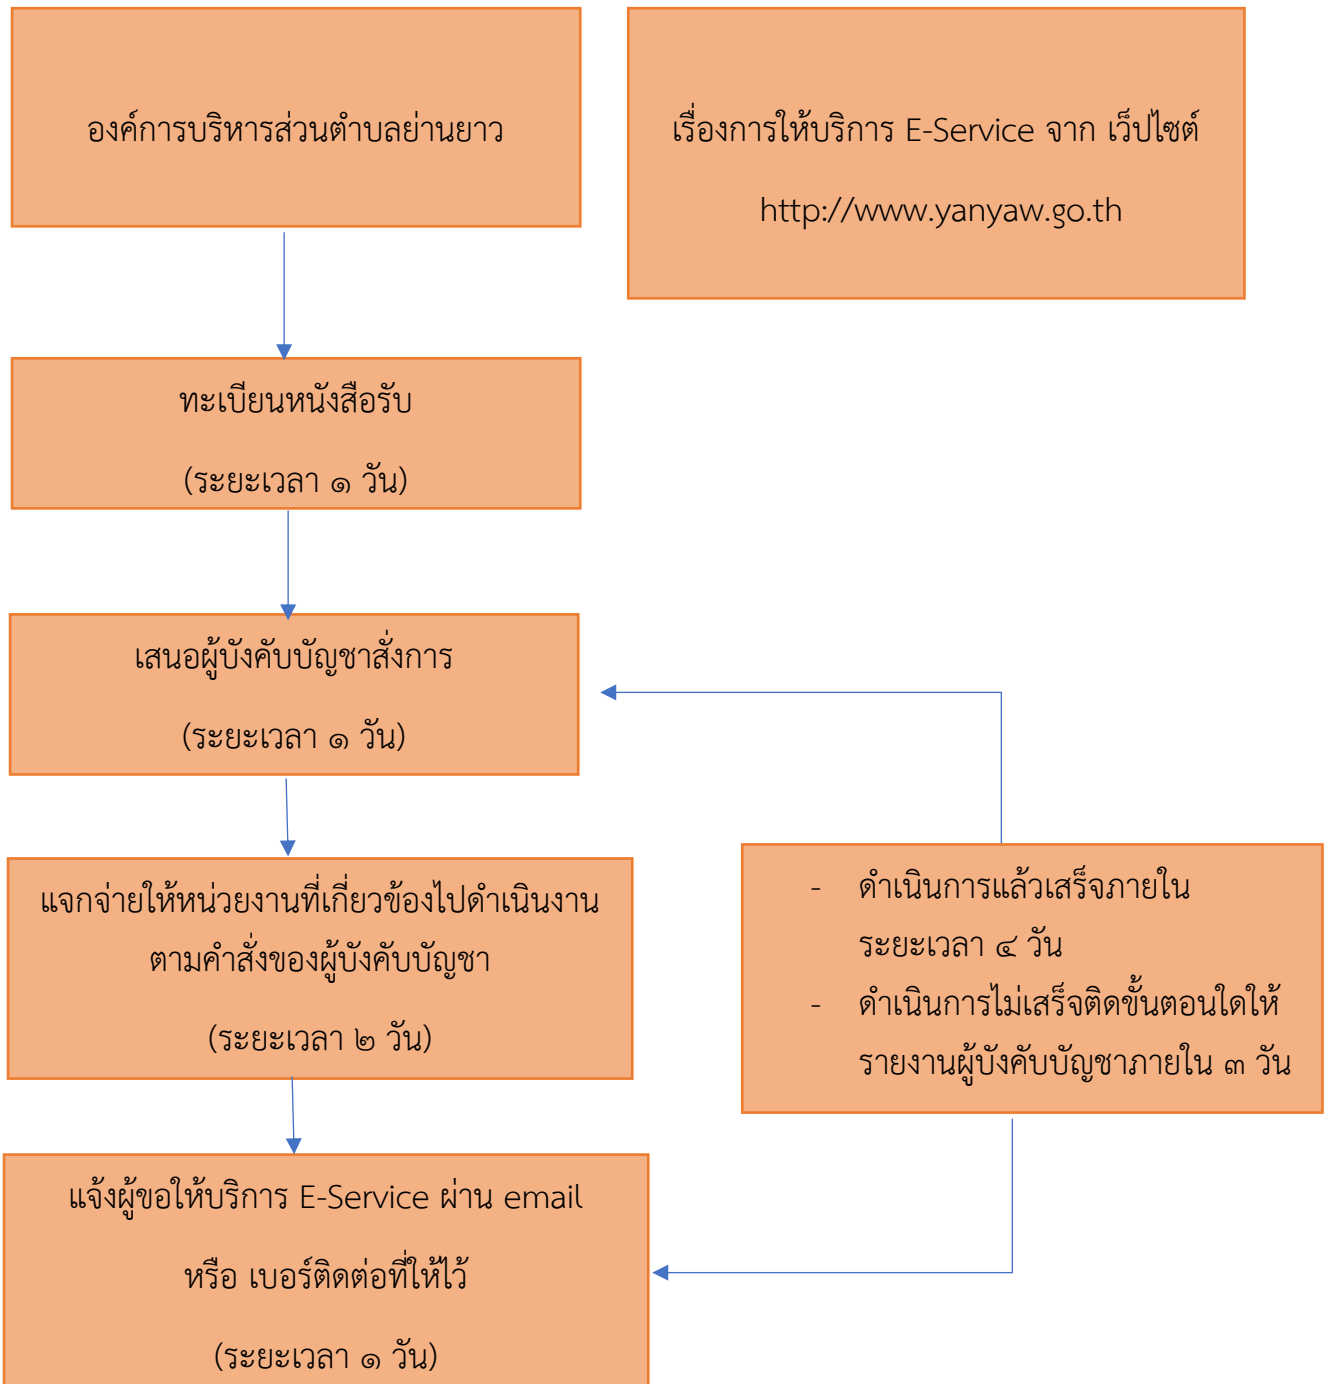 องค์การบริหารส่วนตำบลย่านยาว
เรื่องการให้บริการ E-Service จาก เว็ปไซต์
http://www.yanyaw.go.th
ทะเบียนหนังสือรับ
(ระยะเวลา ๑ วัน)
เสนอผู้บังคับบัญชาสั่งการ
(ระยะเวลา ๑ วัน)
แจกจ่ายให้หน่วยงานที่เกี่ยวข้องไปดำเนินงาน
ตามคำสั่งของผู้บังคับบัญชา
(ระยะเวลา ๒ วัน)
- ดำเนินการแล้วเสร็จภายใน
ระยะเวลา ๔ วัน
- ดำเนินการไม่เสร็จติดขั้นตอนใดให้
รายงานผู้บังคับบัญชาภายใน ๓ วัน
แจ้งผู้ขอให้บริการ E-Service ผ่าน email
หรือ เบอร์ติดต่อที่ให้ไว้
(ระยะเวลา ๑ วัน)